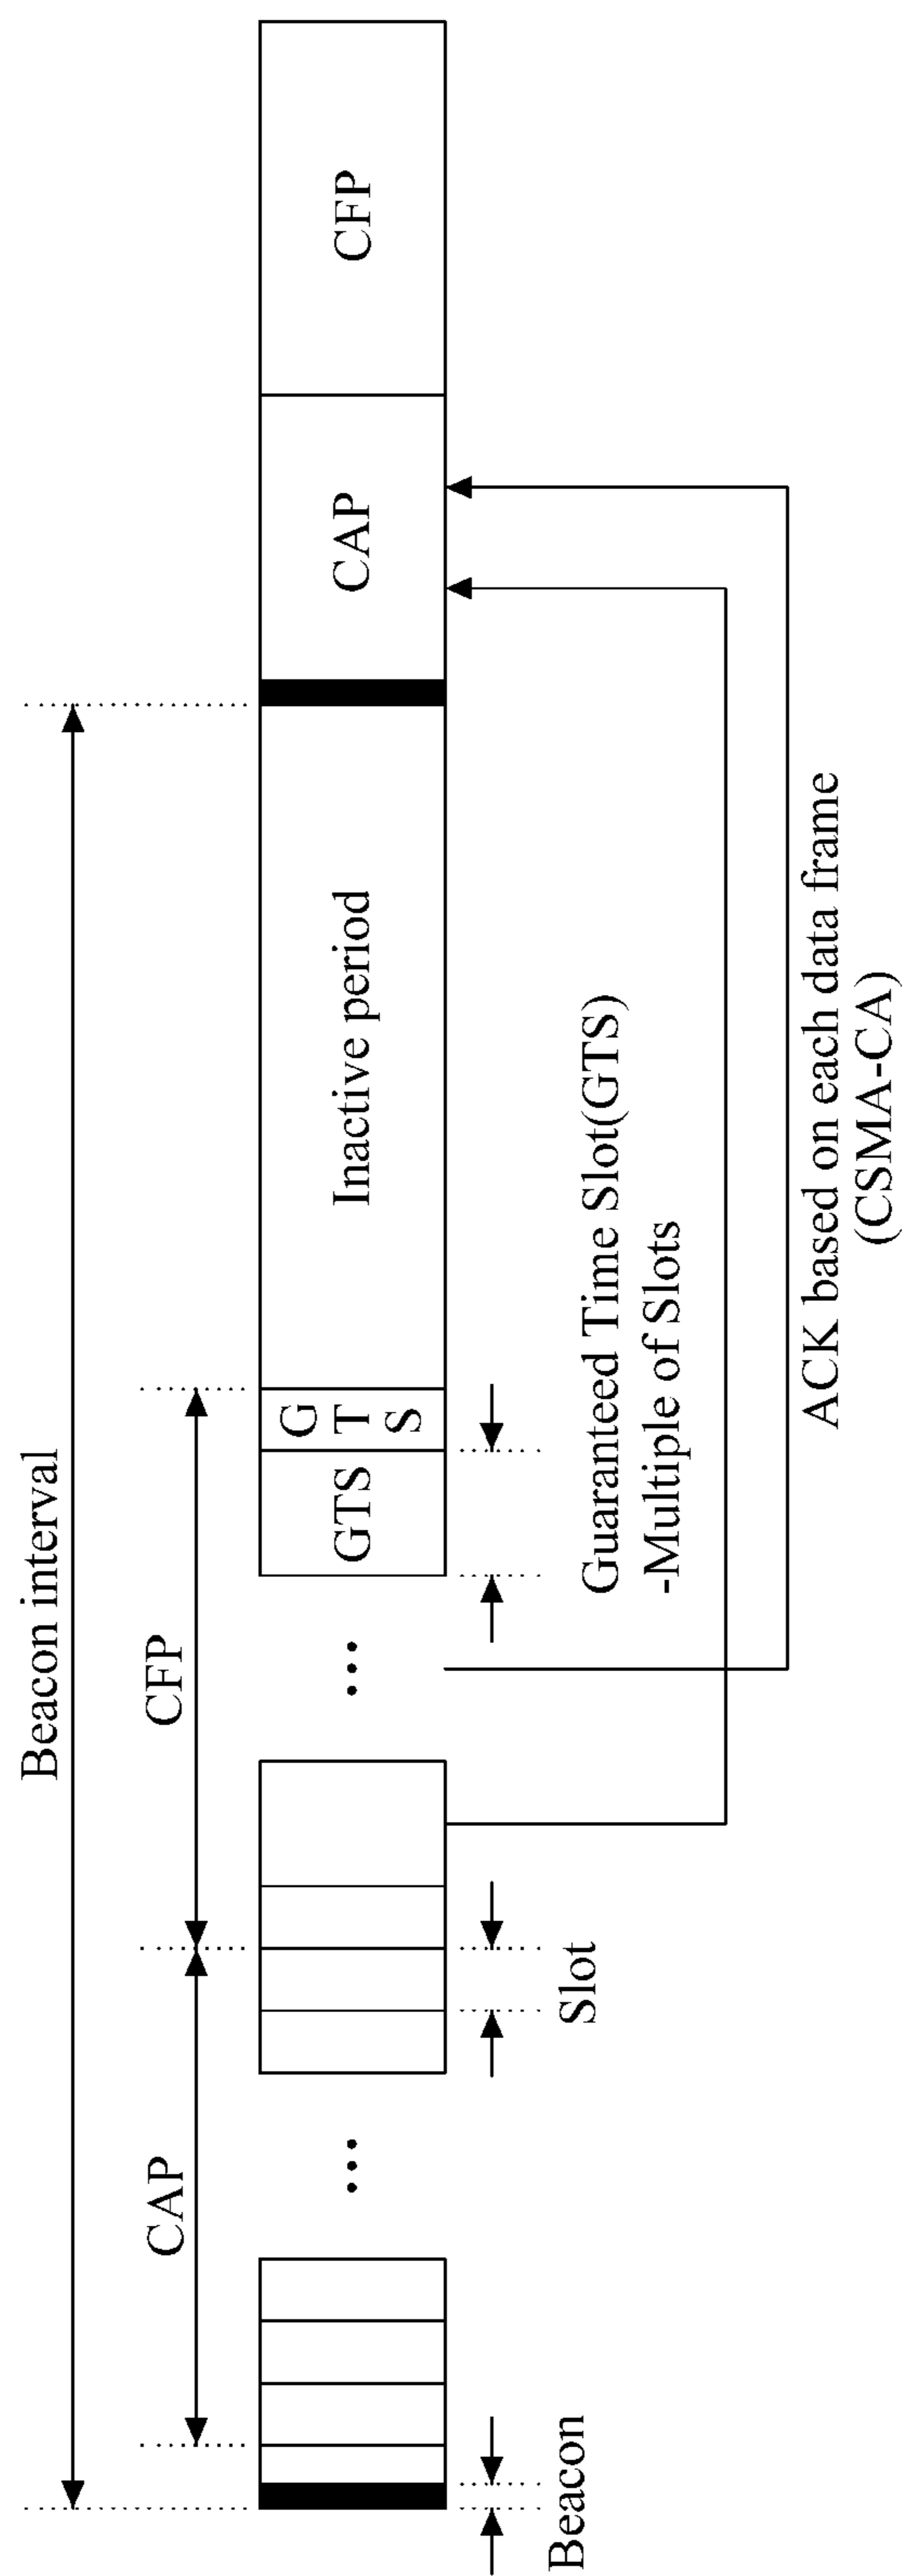 Beacon interval
CAP
CFP
...
...
GTS
G
T
S
Inactive period
CAP
CFP
Beacon
Slot
Guaranteed Time Slot(GTS)
-Multiple of Slots
ACK based on each data frame
(CSMA-CA)